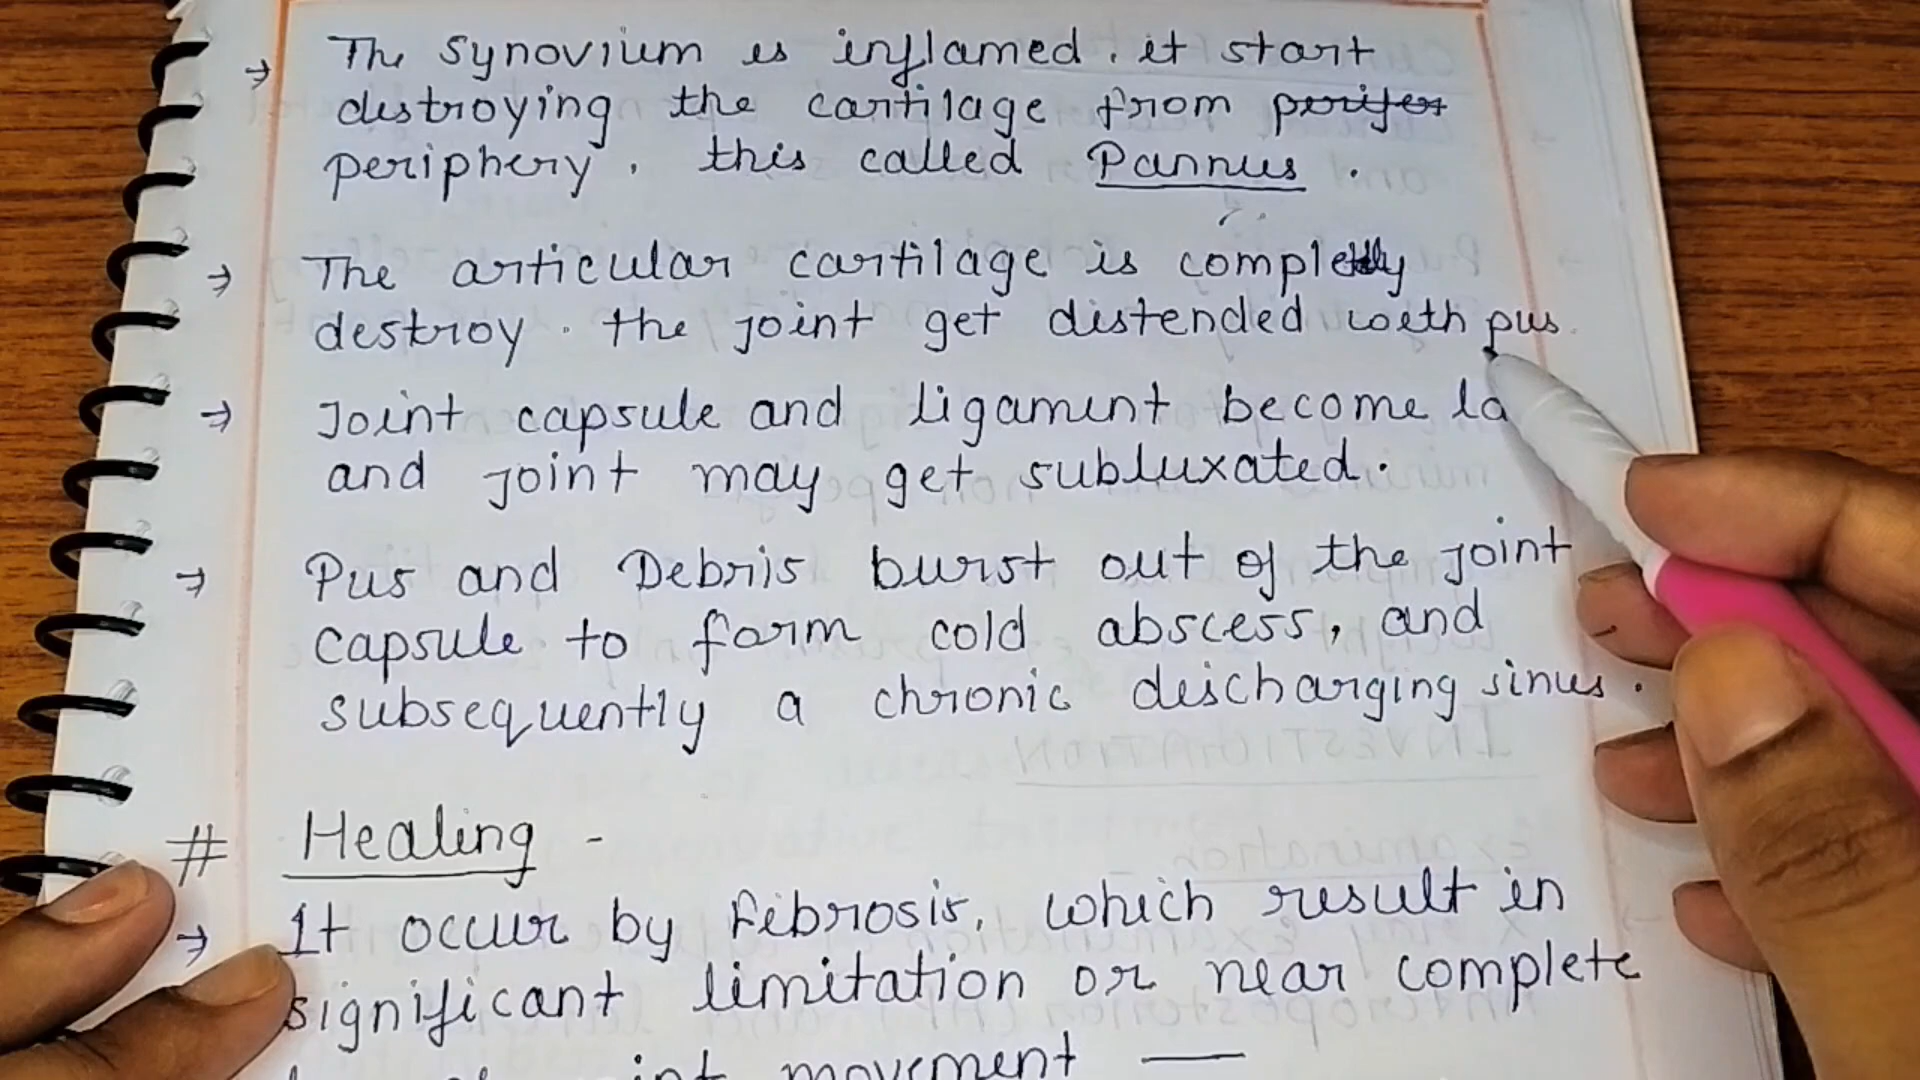 → The synovium is inflamed. it start
destroying the cartilage from perifer
periphery. this called Pannus.
→ The articular cartilage is completly
destroy. the joint get distended with pus.
→ Joint capsule and ligament become
and joint may get subluxated.
→ Pus and Debris burst out of the joint
capsule to form cold abscess, and
subsequently a chronic discharging sinus.
# Healing -
→ It occur by fibrosis, which result in
significant limitation or near complete
movement —